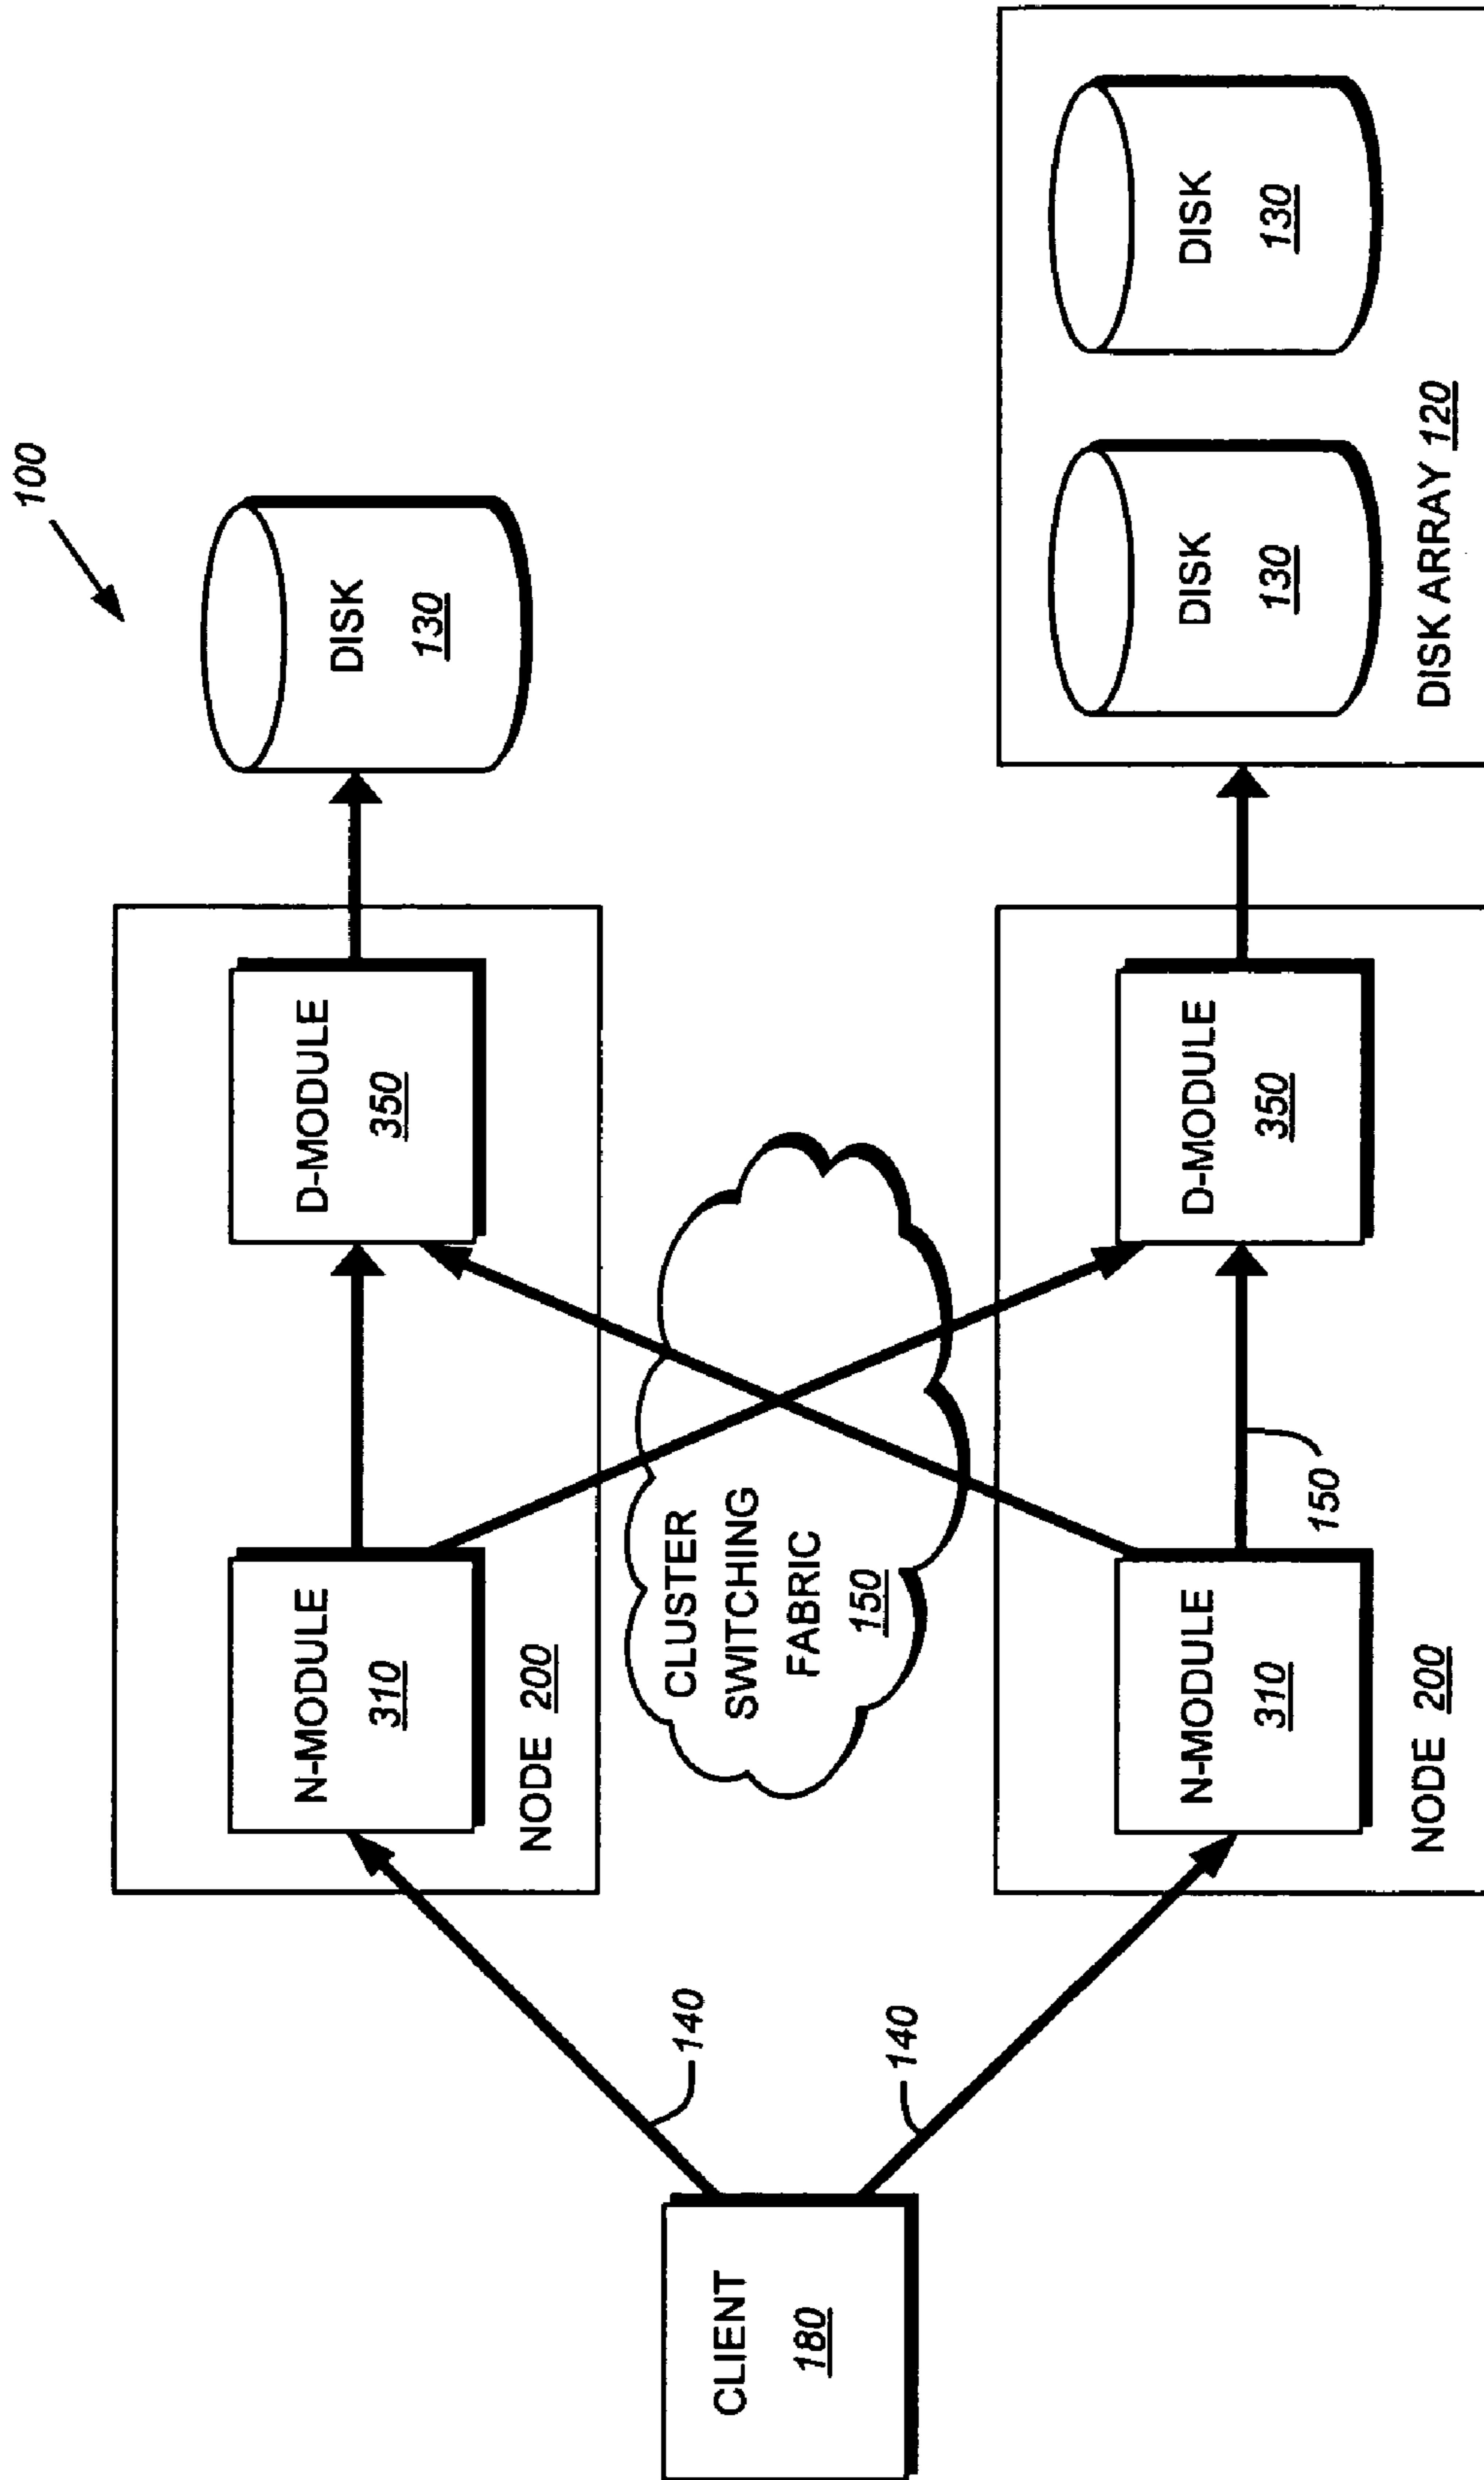 100
N-MODULE
310
D-MODULE
350
NODE 200
DISK
130
CLIENT
180
140
140
CLUSTER
SWITCHING
FABRIC
150
N-MODULE
310
150
D-MODULE
350
NODE 200
DISK
130
DISK
130
DISK ARRAY 120